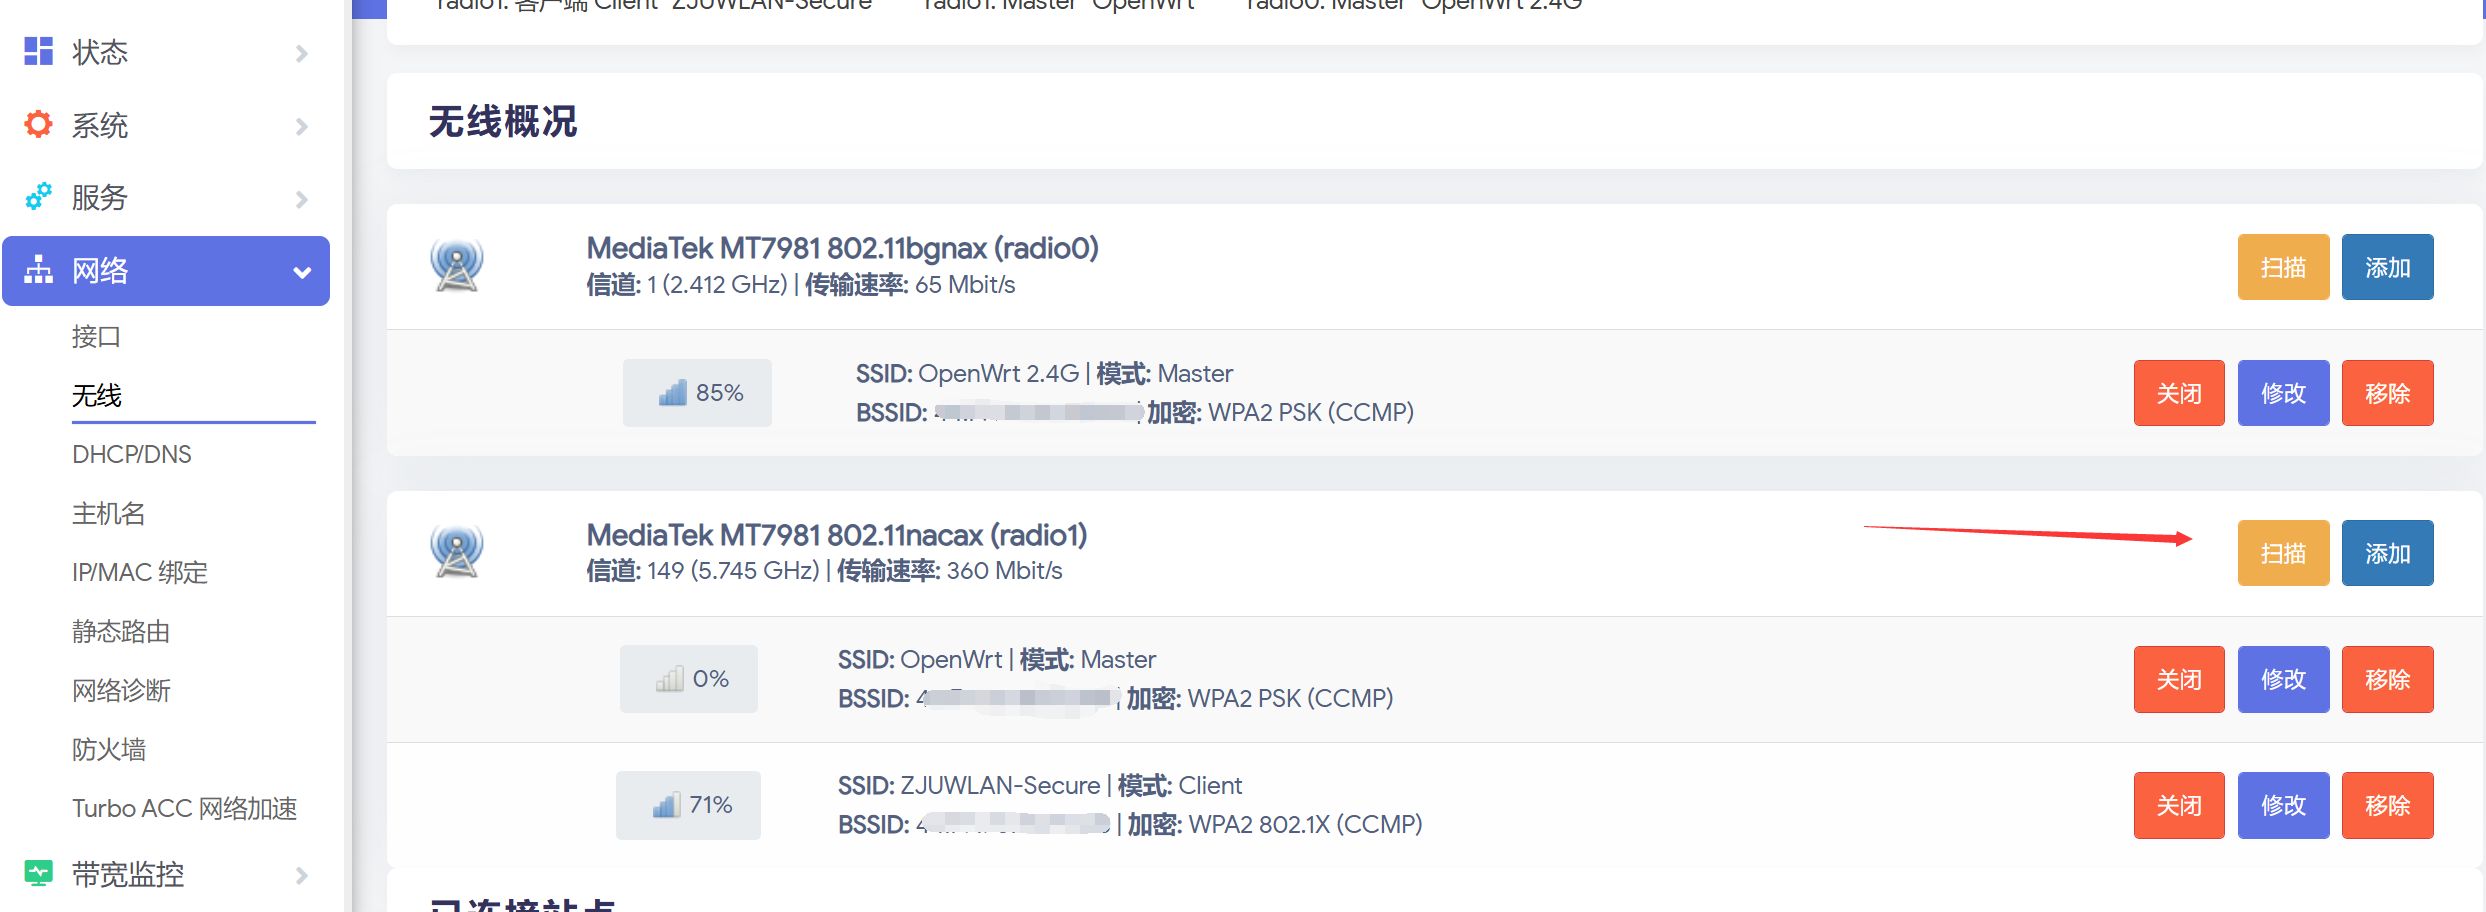 radio1: 客户端 Client "ZJUWLAN-Secure"
radio1: Master "OpenWrt"
radio0: Master "OpenWrt 2.4G"
状态
系统
服务
网络
接口
无线
DHCP/DNS
主机名
IP/MAC 绑定
静态路由
网络诊断
防火墙
Turbo ACC 网络加速
带宽监控
无线概况
MediaTek MT7981 802.11bgnax (radio0)
信道: 1 (2.412 GHz) | 传输速率: 65 Mbit/s
扫描
添加
85%
SSID: OpenWrt 2.4G | 模式: Master
BSSID: | 加密: WPA2 PSK (CCMP)
关闭
修改
移除
MediaTek MT7981 802.11nacax (radio1)
信道: 149 (5.745 GHz) | 传输速率: 360 Mbit/s
扫描
添加
0%
SSID: OpenWrt | 模式: Master
BSSID: | 加密: WPA2 PSK (CCMP)
关闭
修改
移除
71%
SSID: ZJUWLAN-Secure | 模式: Client
BSSID: | 加密: WPA2 802.1X (CCMP)
关闭
修改
移除
已连接站点